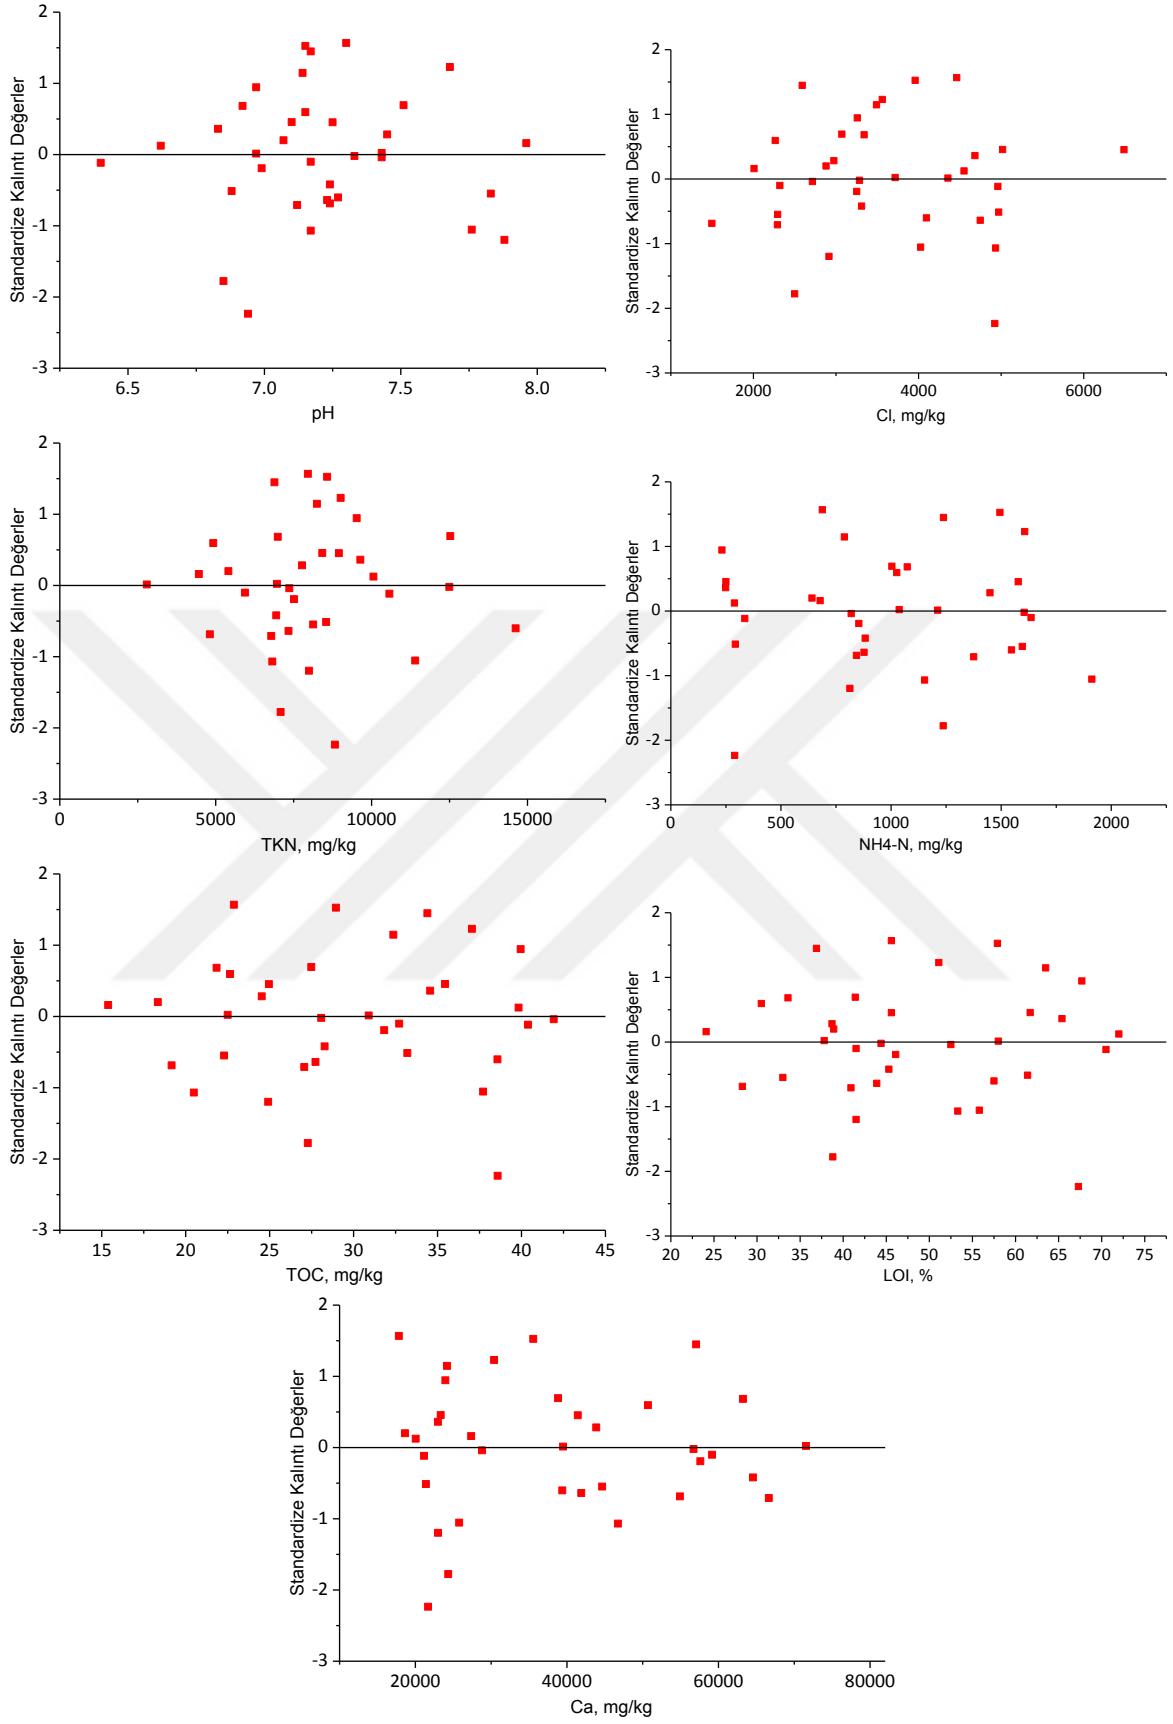 2
1
0
-1
-2
-3
Standardize Kalıntı Değerler
6.5 7.0 7.5 8.0
pH
2
1
0
-1
-2
-3
Standardize Kalıntı Değerler
2000 4000 6000
Cl, mg/kg
2
1
0
-1
-2
-3
Standardize Kalıntı Değerler
0 5000 10000 15000
TKN, mg/kg
2
1
0
-1
-2
-3
Standardize Kalıntı Değerler
0 500 1000 1500 2000
NH4-N, mg/kg
2
1
0
-1
-2
-3
Standardize Kalıntı Değerler
15 20 25 30 35 40 45
TOC, mg/kg
2
1
0
-1
-2
-3
Standardize Kalıntı Değerler
20 25 30 35 40 45 50 55 60 65 70 75
LOI, %
2
1
0
-1
-2
-3
Standardize Kalıntı Değerler
20000 40000 60000 80000
Ca, mg/kg